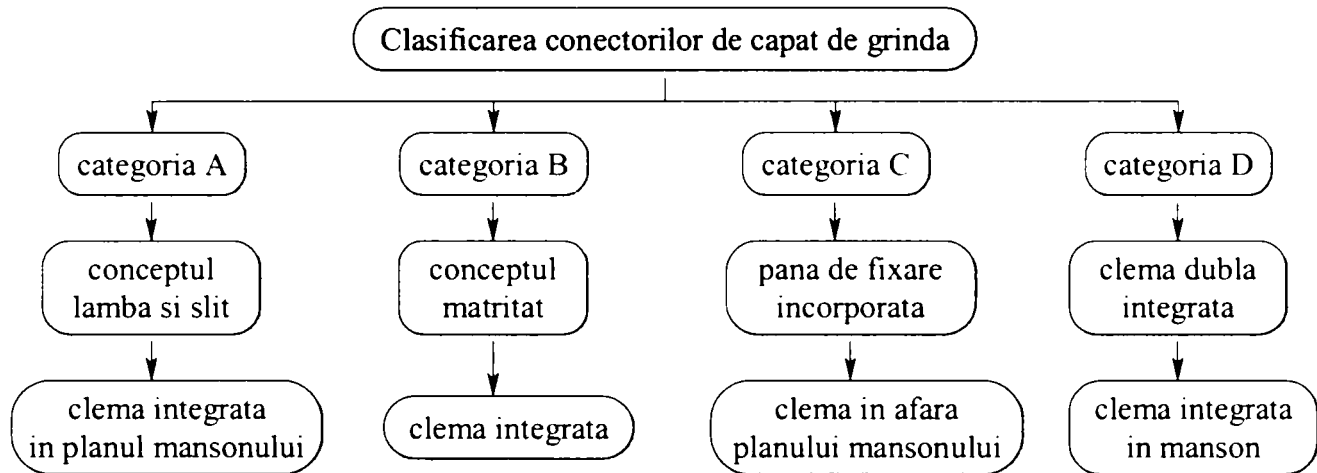 Clasificarea conectorilor de capat de grinda
categoria A
categoria B
categoria C
categoria D
conceptul
lamba si slit
conceptul
matritat
pana de fixare
incorporata
clema dubla
integrata
clema integrata
in planul mansonului
clema integrata
clema in afara
planului mansonului
clema integrata
in manson